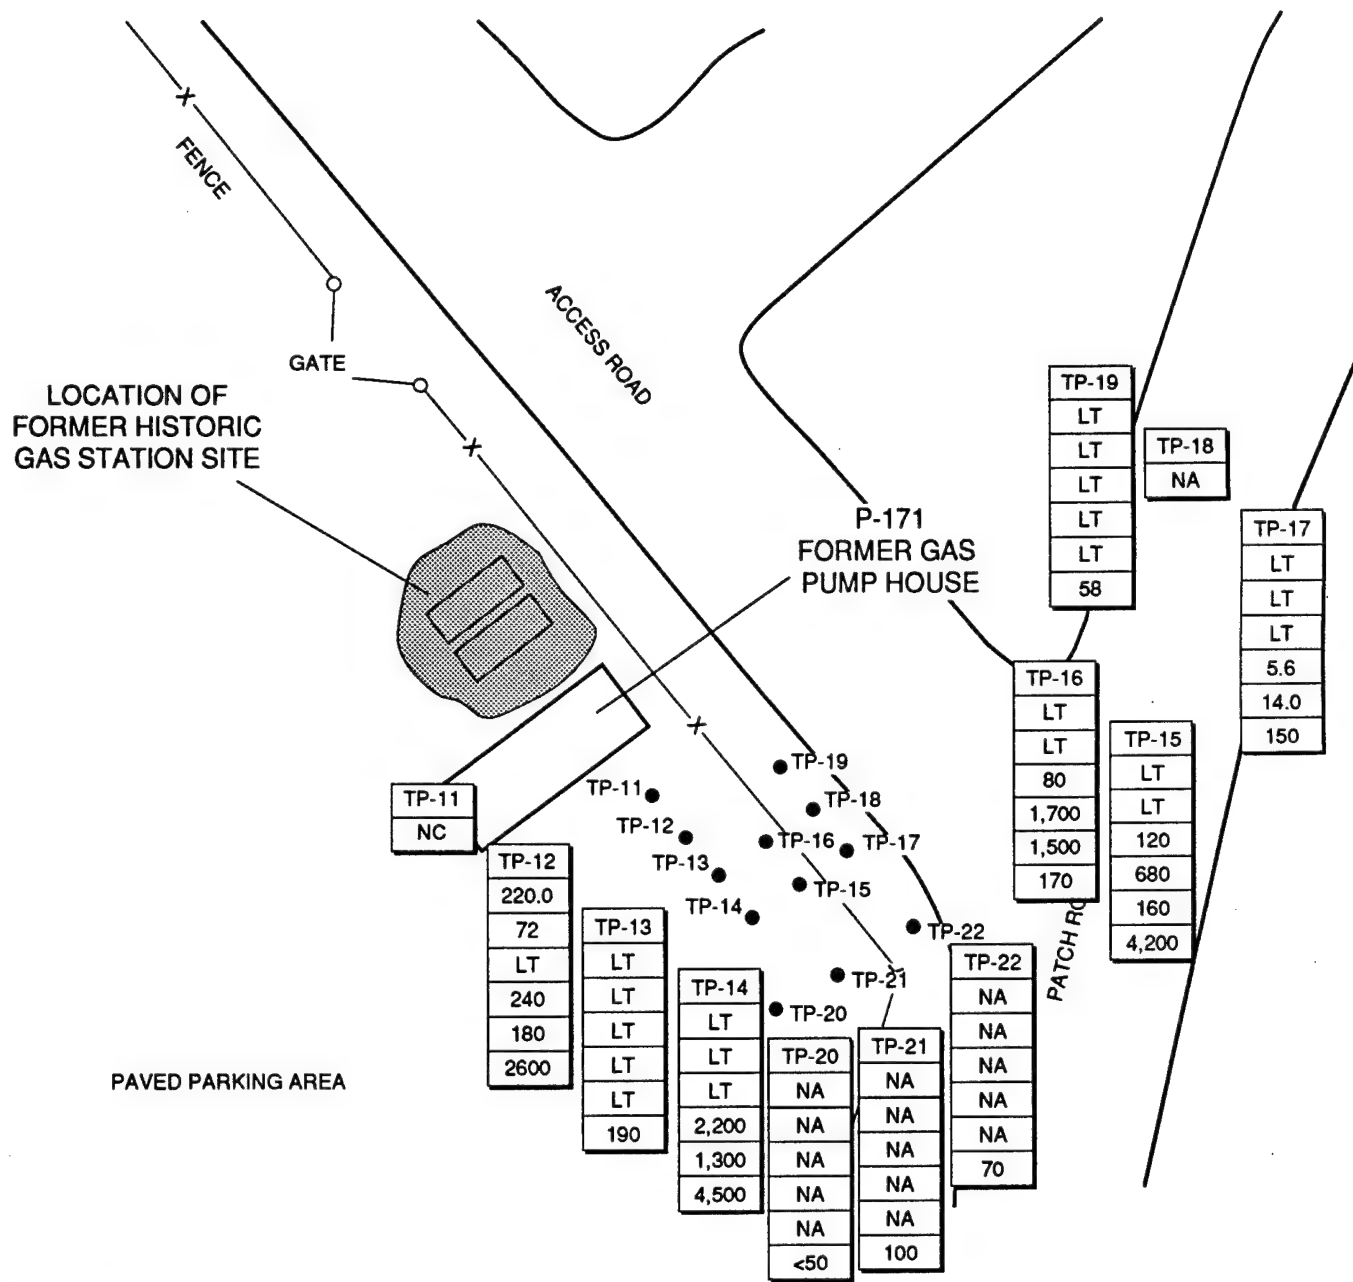 FENCE
GATE
ACCESS ROAD
LOCATION OF
FORMER HISTORIC
GAS STATION SITE
P-171
FORMER GAS
PUMP HOUSE
TP-19
LT
LT
LT
LT
LT
58
TP-18
NA
TP-17
LT
LT
LT
5.6
14.0
150
TP-16
LT
LT
80
1,700
1,500
170
TP-15
LT
LT
120
680
160
4,200
TP-19
TP-11
TP-18
TP-12
TP-16
TP-17
TP-13
TP-15
TP-14
TP-22
TP-21
TP-20
TP-11
NC
TP-12
220.0
72
LT
240
180
2600
TP-13
LT
LT
LT
LT
LT
190
TP-14
LT
LT
LT
2,200
1,300
4,500
TP-20
NA
NA
NA
NA
NA
<50
TP-21
NA
NA
NA
NA
NA
100
TP-22
NA
NA
NA
NA
NA
70
PATCH
PAVED PARKING AREA